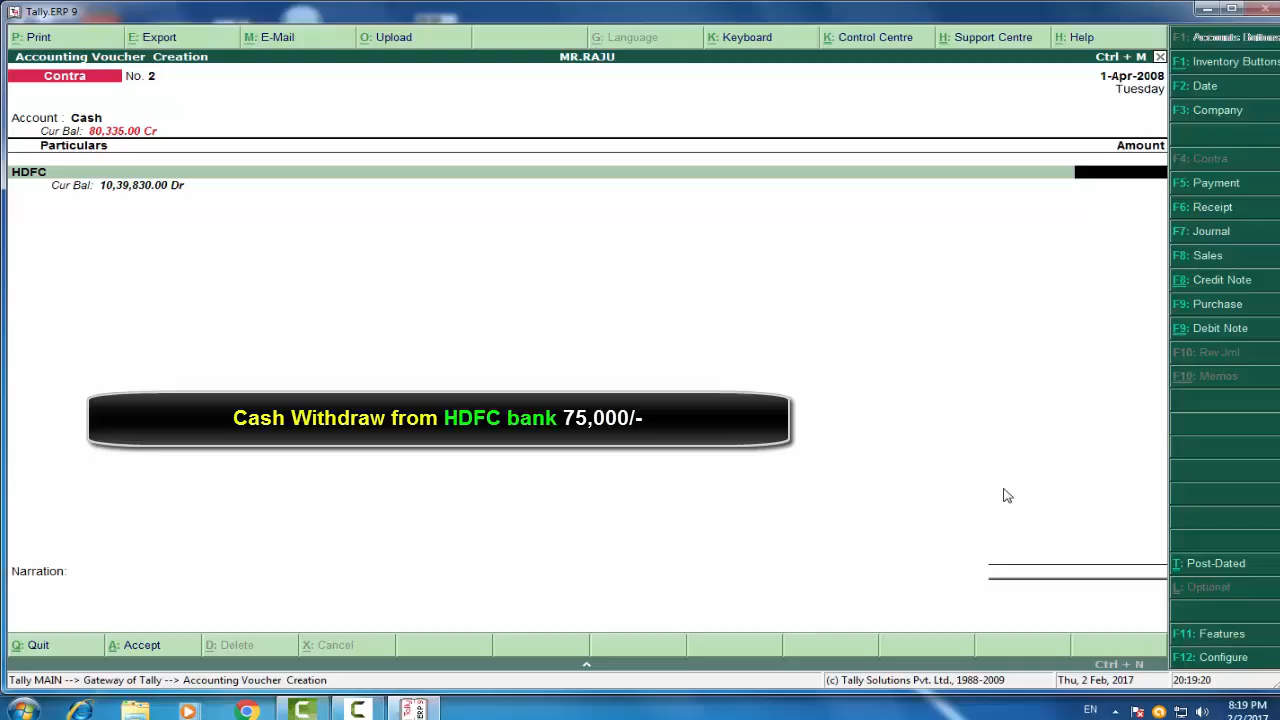 Tally.ERP 9
P: Print E: Export M: E-Mail O: Upload G: Language K: Keyboard K: Control Centre H: Support Centre H: Help
Accounting Voucher Creation MR.RAJU Ctrl + M
Contra No. 2 1-Apr-2008
Tuesday
Account : Cash
Cur Bal: 80,335.00 Cr
Particulars Amount
HDFC
Cur Bal: 10,39,830.00 Dr
Cash Withdraw from HDFC bank 75,000/-
Narration:
F1: Inventory Buttons
F2: Date
F3: Company
F4: Contra
F5: Payment
F6: Receipt
F7: Journal
F8: Sales
F8: Credit Note
F9: Purchase
F9: Debit Note
F10: Rev Jrnl
F10: Memos
T: Post-Dated
L: Optional
F11: Features
F12: Configure
Q: Quit A: Accept D: Delete X: Cancel
Ctrl + N
Tally MAIN --> Gateway of Tally --> Accounting Voucher Creation (c) Tally Solutions Pvt. Ltd., 1988-2009 Thu, 2 Feb, 2017 20:19:20
EN 8:19 PM
2/2/2017